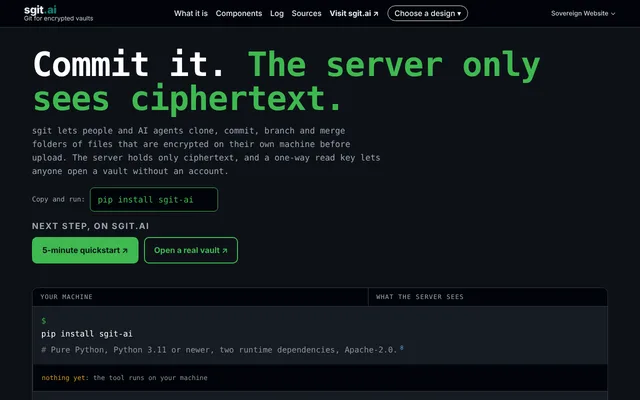 sgit.ai
Git for encrypted vaults
What it is
Components
Log
Sources
Visit sgit.ai ↗
Choose a design ▾
Sovereign Website
Commit it. The server only
sees ciphertext.
sgit lets people and AI agents clone, commit, branch and merge
folders of files that are encrypted on their own machine before
upload. The server holds only ciphertext, and a one-way read key lets
anyone open a vault without an account.
Copy and run: pip install sgit-ai
NEXT STEP, ON SGIT.AI
5-minute quickstart ↗
Open a real vault ↗
YOUR MACHINE
WHAT THE SERVER SEES
$
pip install sgit-ai
# Pure Python, Python 3.11 or newer, two runtime dependencies, Apache-2.0.
nothing yet: the tool runs on your machine